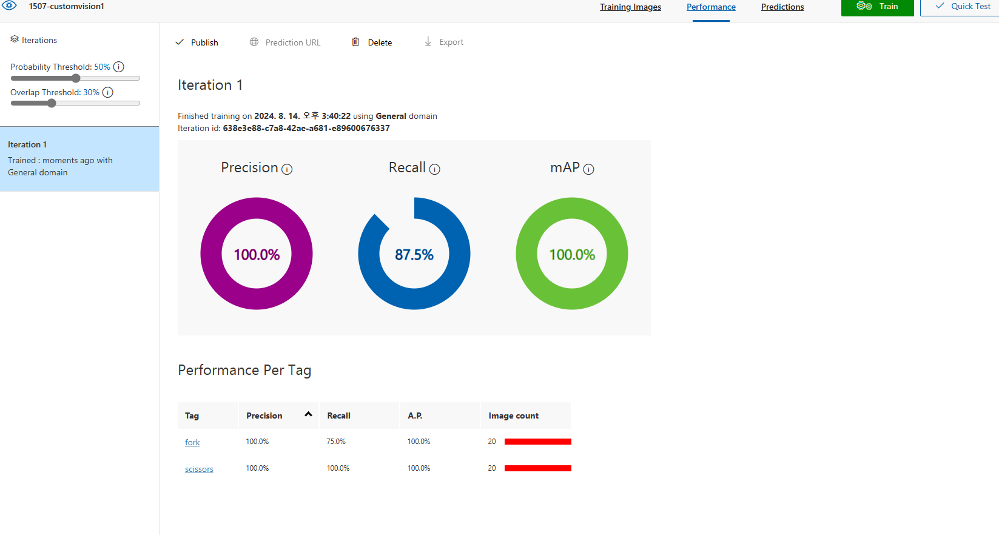 1507-customvision1
Training Images
Performance
Predictions
Train
Quick Test
Iterations
Probability Threshold: 50%
Overlap Threshold: 30%
Iteration 1
Trained : moments ago with
General domain
Publish
Prediction URL
Delete
Export
Iteration 1
Finished training on 2024. 8. 14. 오후 3:40:22 using General domain
Iteration id: 638e3e88-c7a8-42ae-a681-e89600676337
Precision
Recall
mAP
100.0%
87.5%
100.0%
Performance Per Tag
Tag Precision Recall A.P. Image count
fork 100.0% 75.0% 100.0% 20
scissors 100.0% 100.0% 100.0% 20